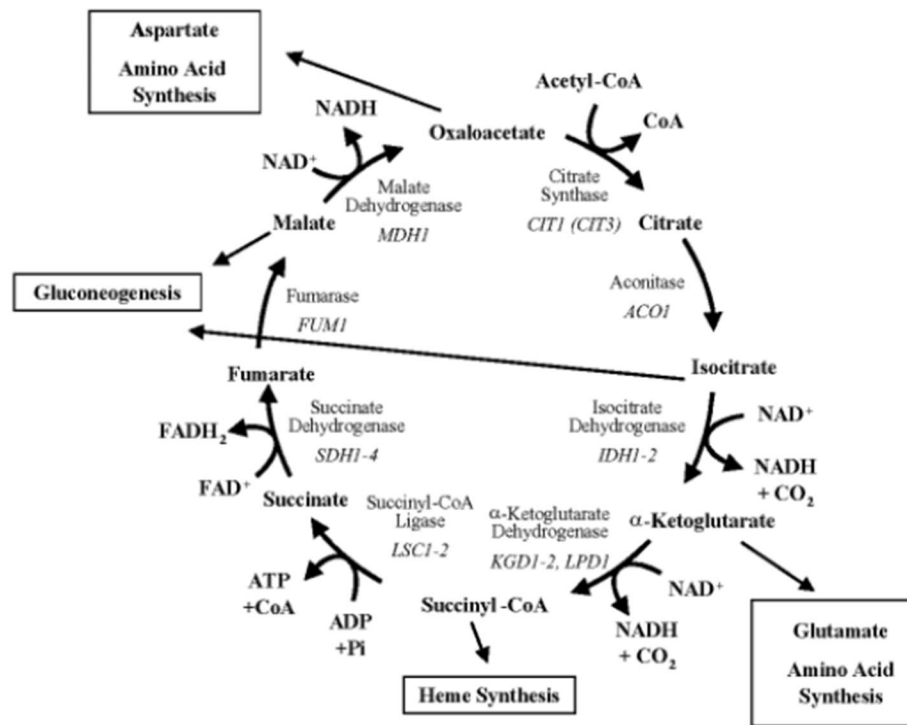 Aspartate
Amino Acid
Synthesis
Acetyl-CoA
CoA
NADH
Oxaloacetate
NAD⁺
Citrate
Synthase
CIT1 (CIT3)
Malate
Dehydrogenase
MDH1
Malate
Citrate
Gluconeogenesis
Fumarase
FUM1
Aconitase
ACO1
Fumarate
Isocitrate
Succinate
Dehydrogenase
SDH1-4
Isocitrate
Dehydrogenase
IDH1-2
NAD⁺
FADH₂
NADH
+ CO₂
FAD⁺
Succinate
Succinyl-CoA
Ligase
LSC1-2
α-Ketoglutarate
Dehydrogenase
KGD1-2, LPD1
α-Ketoglutarate
ATP
+CoA
ADP
+Pi
Succinyl-CoA
NAD⁺
NADH
+ CO₂
Heme Synthesis
Glutamate
Amino Acid
Synthesis